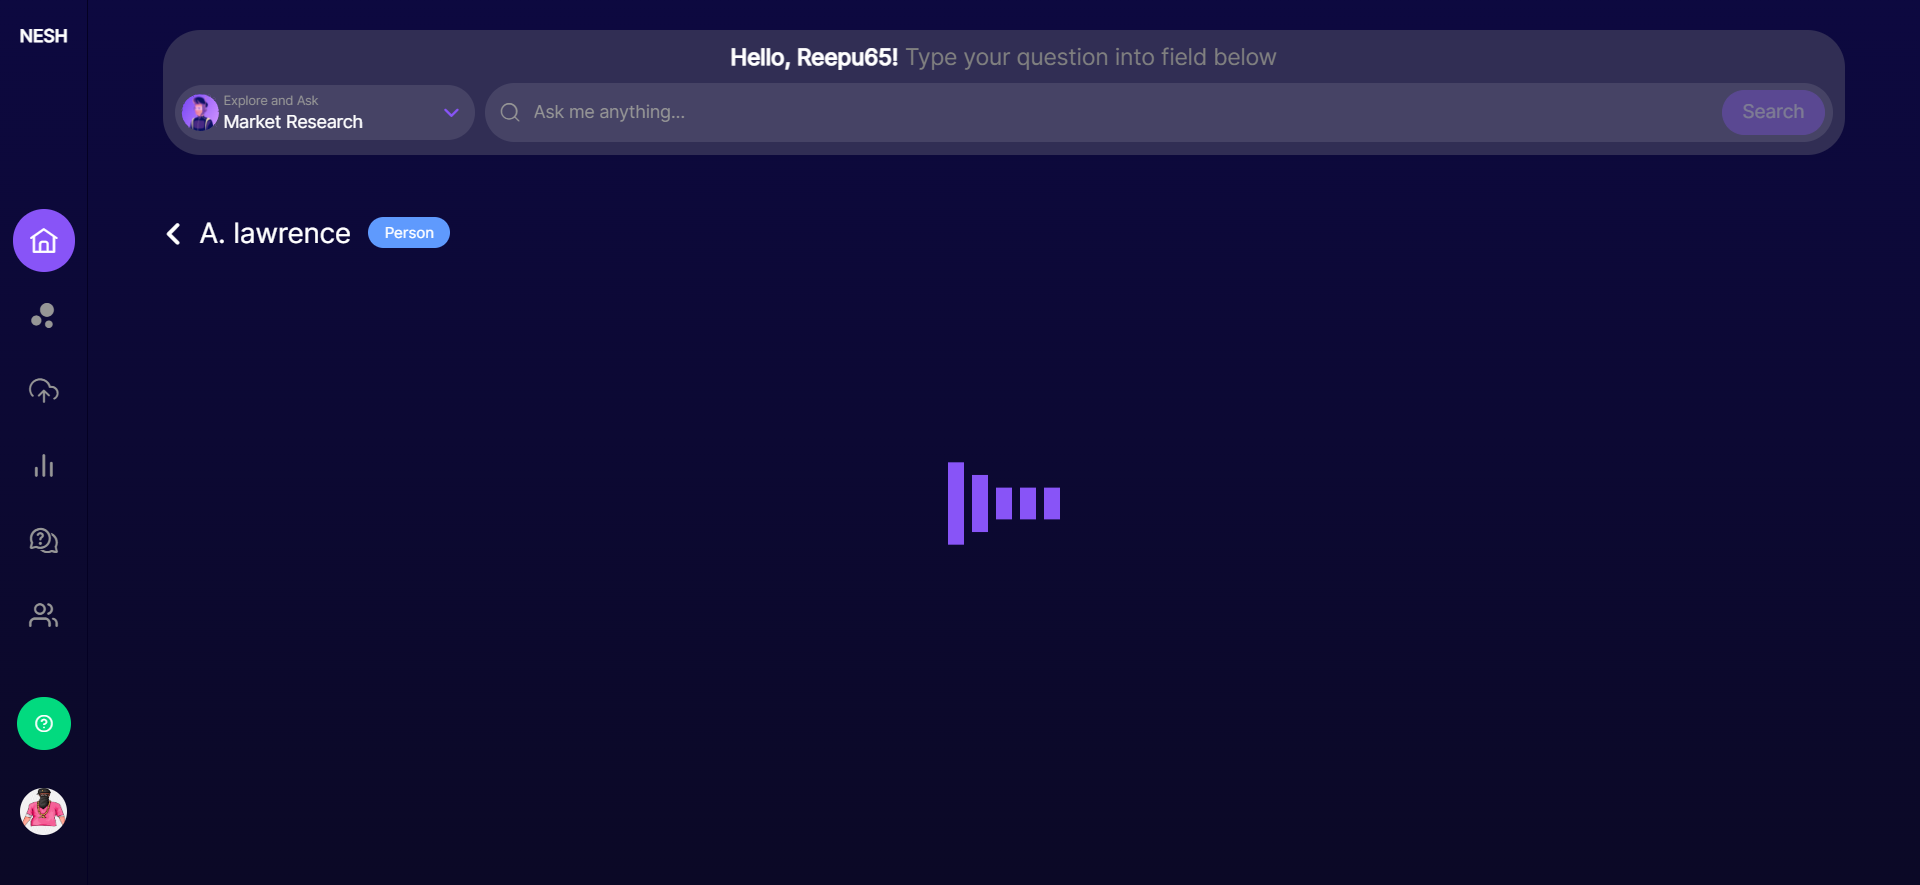 NESH
Hello, Reepu65! Type your question into field below
Explore and Ask
Market Research
Ask me anything...
Search
A. lawrence
Person